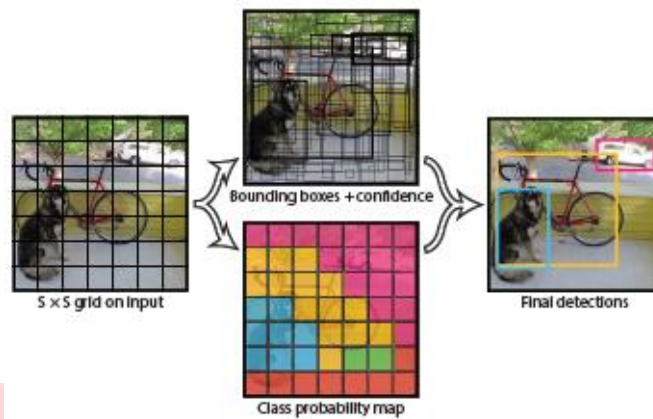 Bounding boxes + confidence
S × S grid on input
Final detections
Class probability map